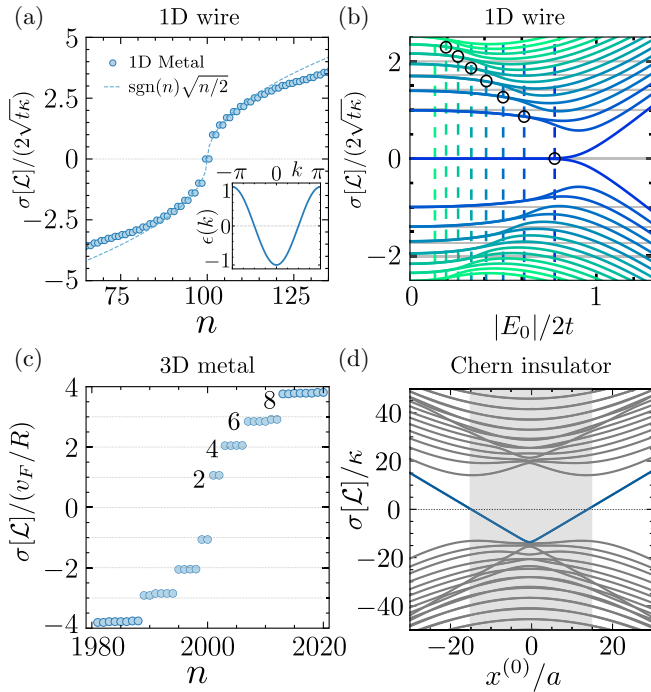 (a) 1D wire
σ[ℒ]/(2√tκ)
5
2.5
0
−2.5
−5
1D Metal
sgn(n)√n/2
−π 0 k π
ϵ(k)
1
0
−1
75 100 125
n
(b) 1D wire
σ[ℒ]/(2√tκ)
2
0
−2
0 1
|E₀|/2t
(c) 3D metal
σ[ℒ]/(v_F/R)
4
2
0
−2
−4
8
6
4
2
1980 2000 2020
n
(d) Chern insulator
σ[ℒ]/κ
40
20
0
−20
−40
−20 0 20
x⁽⁰⁾/a